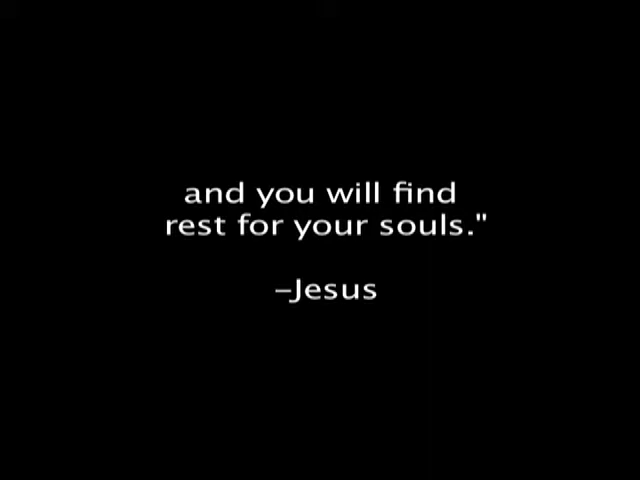 and you will find
rest for your souls."
–Jesus